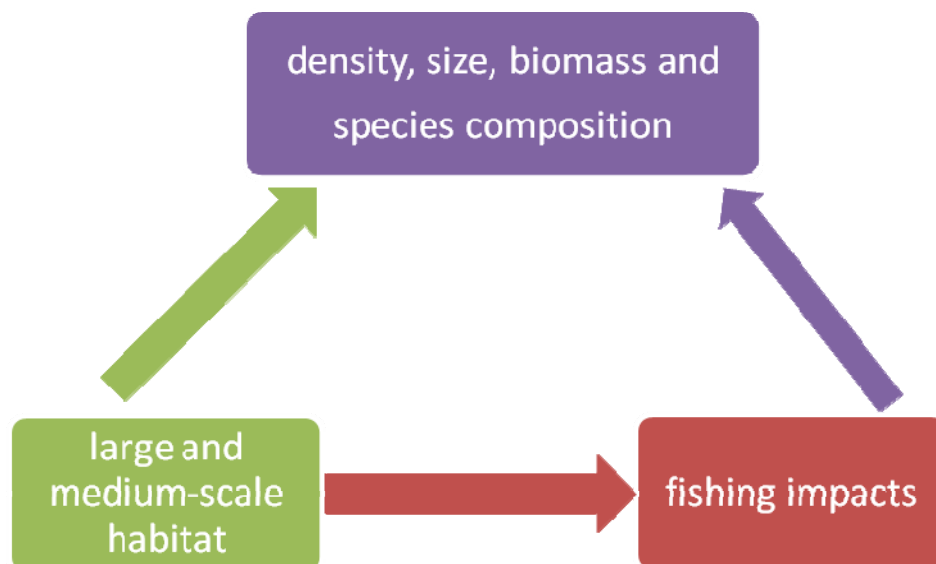 density, size, biomass and
species composition
large and
medium-scale
habitat
fishing impacts